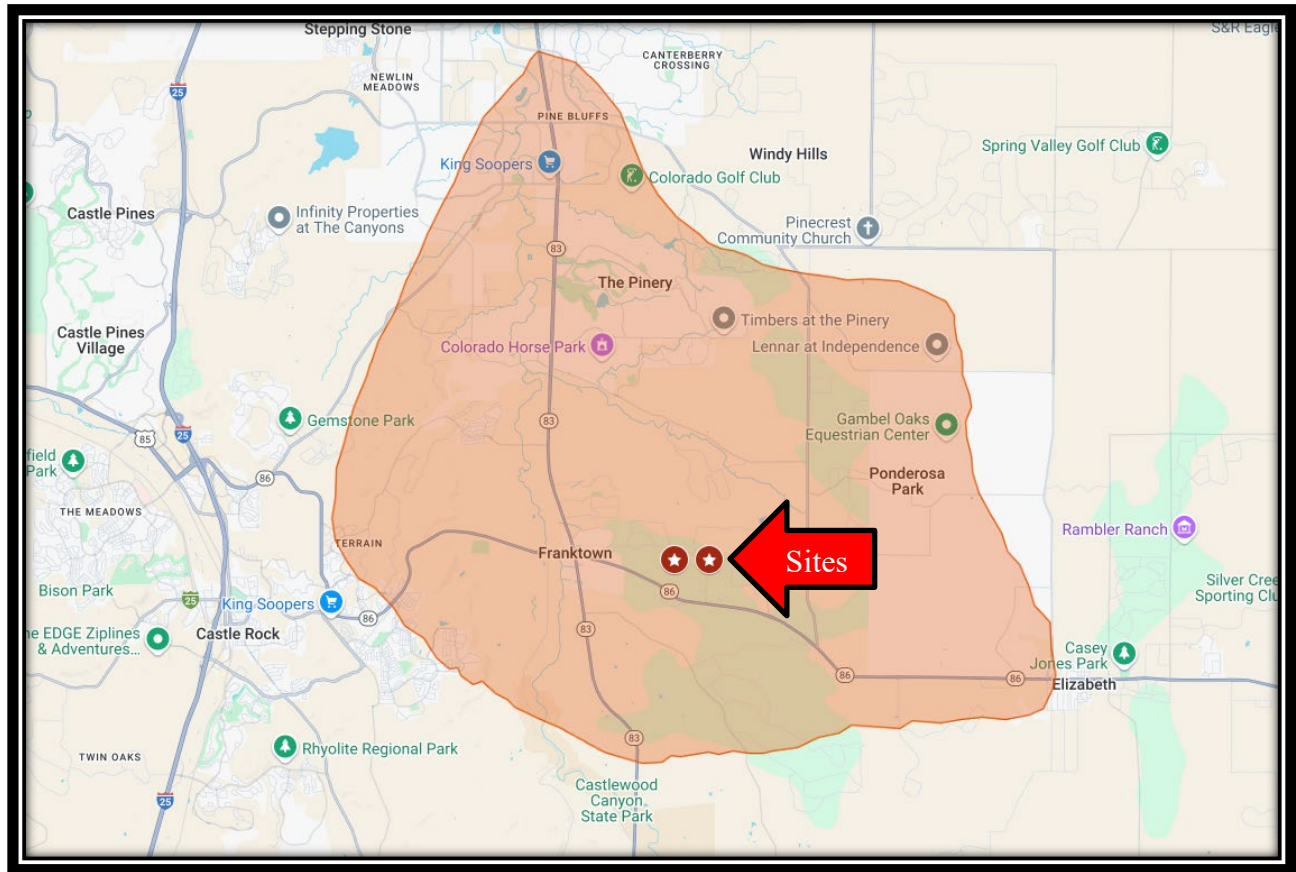 Stepping Stone
S&R Eagle
CANTERBERRY
CROSSING
NEWLIN
MEADOWS
25
PINE BLUFFS
King Soopers
Colorado Golf Club
Windy Hills
Spring Valley Golf Club
Castle Pines
Infinity Properties
at The Canyons
Pinecrest
Community Church
83
The Pinery
Timbers at the Pinery
Castle Pines
Village
Colorado Horse Park
Lennar at Independence
Gemstone Park
83
Gambel Oaks
Equestrian Center
85
25
field
Park
86
Ponderosa
Park
THE MEADOWS
Rambler Ranch
TERRAIN
Franktown
Sites
Bison Park
25
King Soopers
86
86
Silver Cree
Sporting Clu
83
he EDGE Ziplines
& Adventures...
Castle Rock
Casey
Jones Park
86
86
Elizabeth
83
Rhyolite Regional Park
TWIN OAKS
Castlewood
Canyon
State Park
25